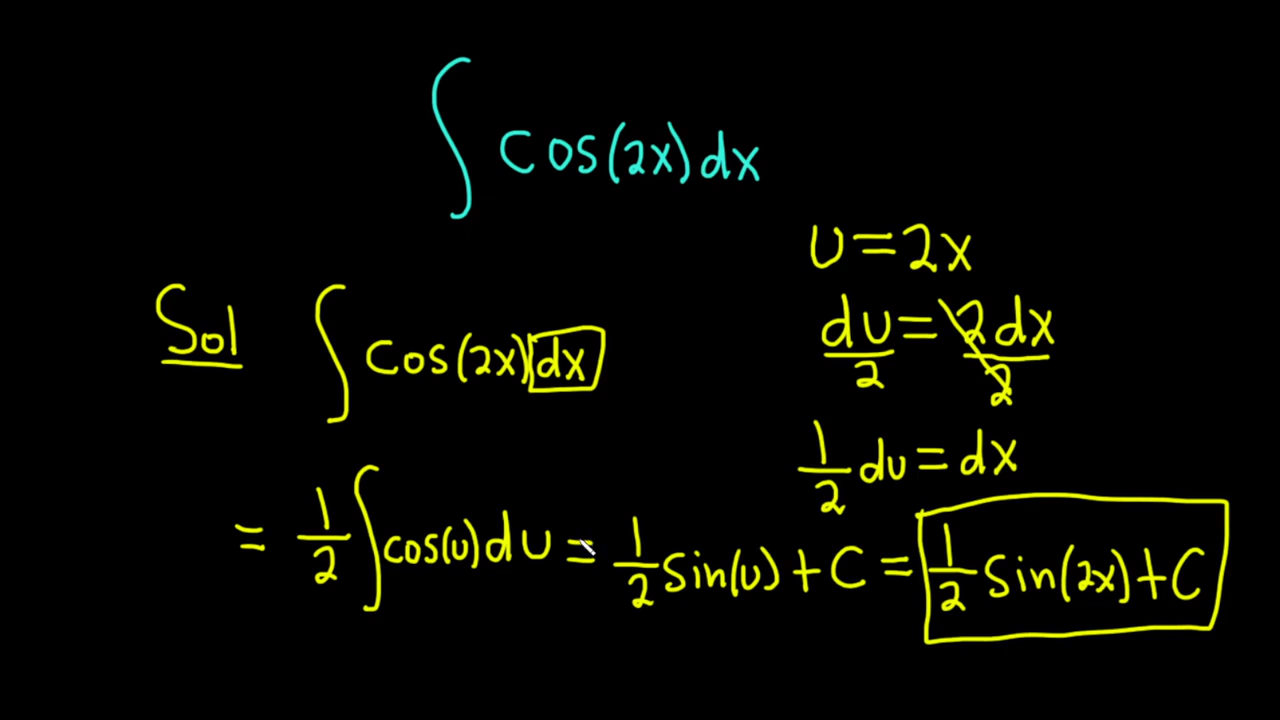 ∫ cos(2x) dx
u = 2x
Sol ∫ cos(2x) dx
du/2 = 2dx/2
1/2 du = dx
= 1/2 ∫ cos(u) du = 1/2 sin(u) + C = 1/2 sin(2x) + C